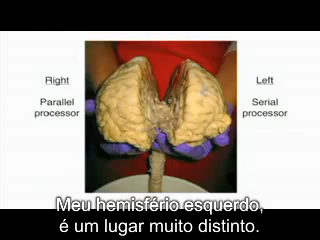 Right
Parallel
processor
Left
Serial
processor
Meu hemisfério esquerdo,
é um lugar muito distinto.